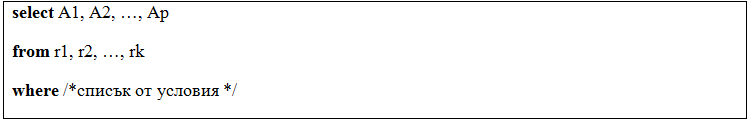 select A1, A2, …, Ap
from r1, r2, …, rk
where /*списък от условия */